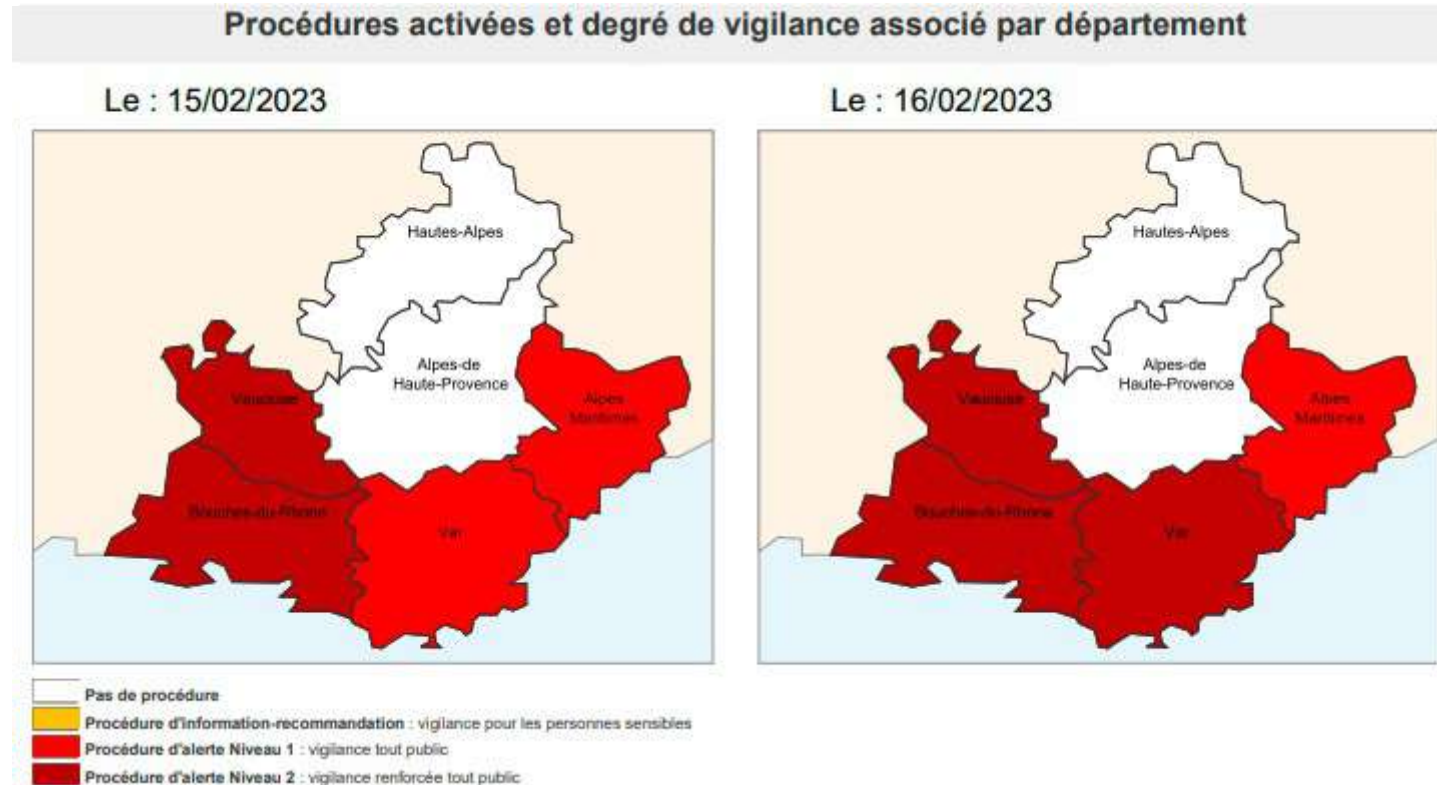 Procédures activées et degré de vigilance associé par département
Le : 15/02/2023
Le : 16/02/2023
Hautes-Alpes
Alpes-de
Haute-Provence
Alpes
Maritimes
Vaucluse
Bouches-du-Rhône
Var
Hautes-Alpes
Alpes-de
Haute-Provence
Alpes
Maritimes
Vaucluse
Bouches-du-Rhône
Var
Pas de procédure
Procédure d'information-recommandation : vigilance pour les personnes sensibles
Procédure d'alerte Niveau 1 : vigilance tout public
Procédure d'alerte Niveau 2 : vigilance renforcée tout public